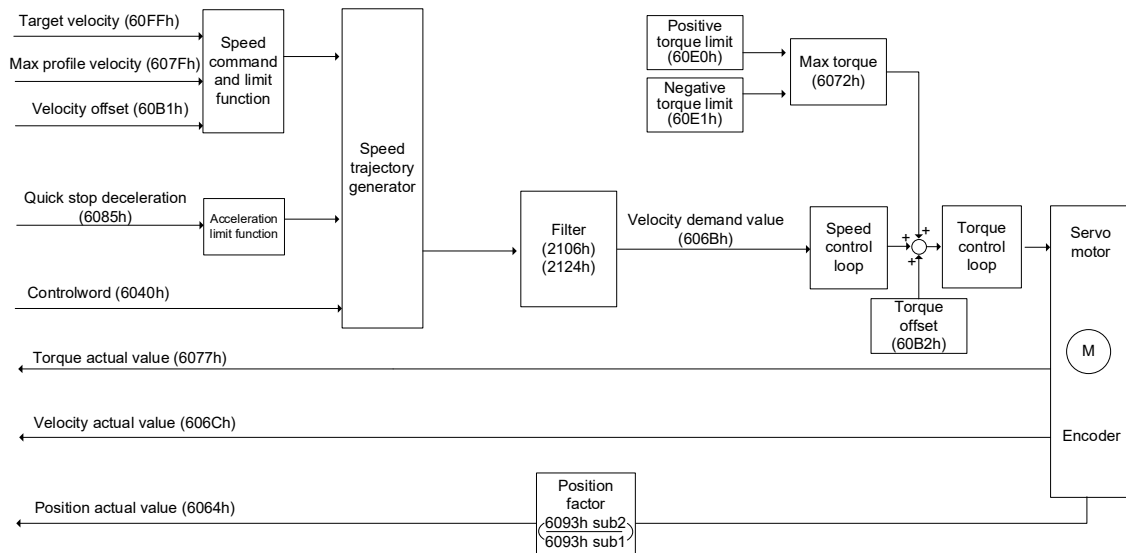 Target velocity (60FFh)
Max profile velocity (607Fh)
Velocity offset (60B1h)
Speed
command
and limit
function
Quick stop deceleration
(6085h)
Acceleration
limit function
Controlword (6040h)
Speed
trajectory
generator
Filter
(2106h)
(2124h)
Velocity demand value
(606Bh)
Positive
torque limit
(60E0h)
Negative
torque limit
(60E1h)
Max torque
(6072h)
Speed
control
loop
+
+
+
Torque
offset
(60B2h)
Torque
control
loop
Servo
motor
M
Encoder
Torque actual value (6077h)
Velocity actual value (606Ch)
Position actual value (6064h)
Position
factor
(6093h sub2
6093h sub1)